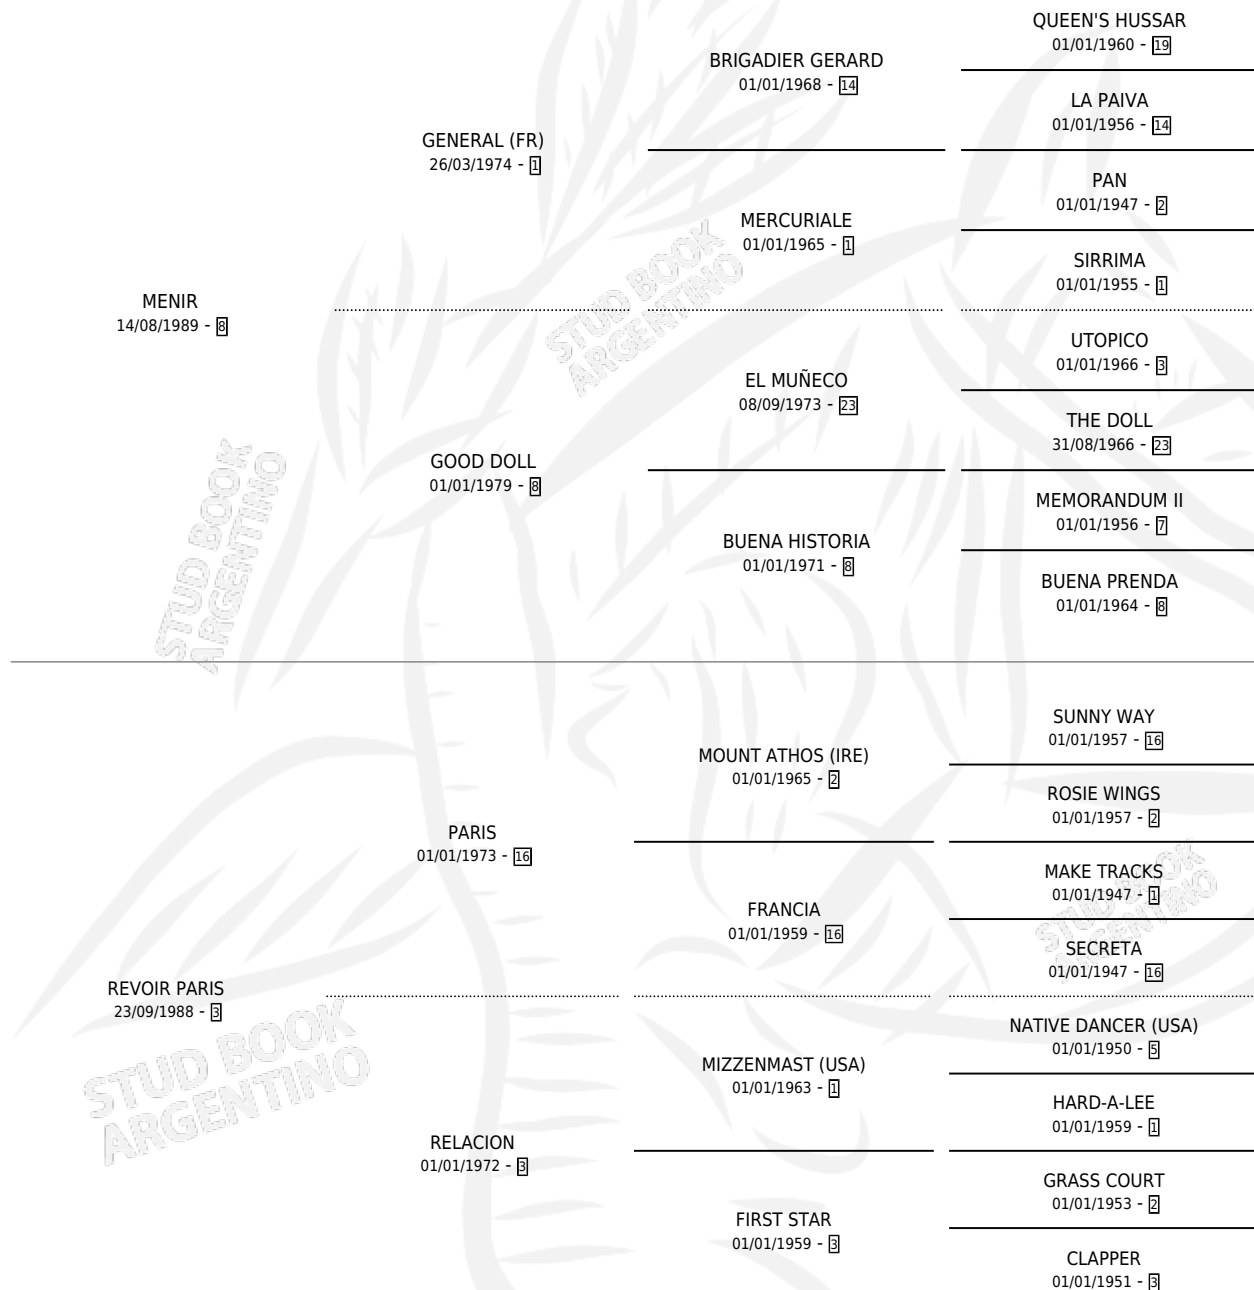 QUEEN'S HUSSAR
01/01/1960 - 19
BRIGADIER GERARD
01/01/1968 - 14
LA PAIVA
01/01/1956 - 14
GENERAL (FR)
26/03/1974 - 1
PAN
01/01/1947 - 2
MERCURIALE
01/01/1965 - 1
SIRRIMA
01/01/1955 - 1
MENIR
14/08/1989 - 8
STUD BOOK
ARGENTINO
UTOPICO
01/01/1966 - 3
EL MUÑECO
08/09/1973 - 23
THE DOLL
31/08/1966 - 23
GOOD DOLL
01/01/1979 - 8
MEMORANDUM II
01/01/1956 - 7
BUENA HISTORIA
01/01/1971 - 8
BUENA PRENDA
01/01/1964 - 8
STUD BOOK
ARGENTINO
SUNNY WAY
01/01/1957 - 16
MOUNT ATHOS (IRE)
01/01/1965 - 2
ROSIE WINGS
01/01/1957 - 2
PARIS
01/01/1973 - 16
MAKE TRACKS
01/01/1947 - 1
FRANCIA
01/01/1959 - 16
STUD BOOK
ARGENTINO
SECRETA
01/01/1947 - 16
REVOIR PARIS
23/09/1988 - 3
STUD BOOK
ARGENTINO
NATIVE DANCER (USA)
01/01/1950 - 5
MIZZENMAST (USA)
01/01/1963 - 1
HARD-A-LEE
01/01/1959 - 1
RELACION
01/01/1972 - 3
GRASS COURT
01/01/1953 - 2
FIRST STAR
01/01/1959 - 3
CLAPPER
01/01/1951 - 3